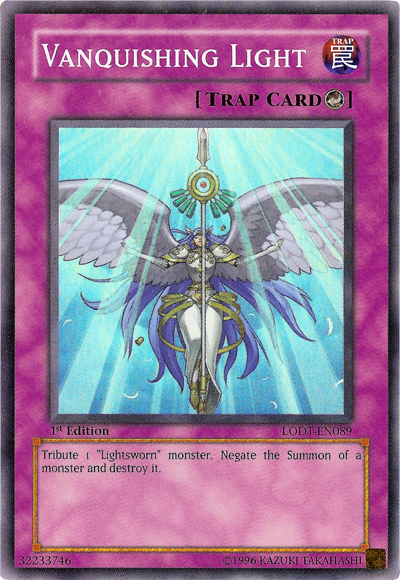 VANQUISHING LIGHT
TRAP
罠
[TRAP CARD]
1st Edition
LODT-EN089
Tribute 1 "Lightsworn" monster. Negate the Summon of a
monster and destroy it.
32233746
©1996 KAZUKI TAKAHASHI